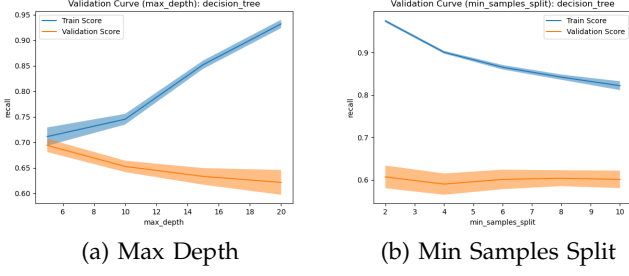 Validation Curve (max_depth): decision_tree
Train Score
Validation Score
0.95
0.90
0.85
0.80
0.75
0.70
0.65
0.60
recall
6 8 10 12 14 16 18 20
max_depth
(a) Max Depth
Validation Curve (min_samples_split): decision_tree
Train Score
Validation Score
0.9
0.8
0.7
0.6
recall
2 3 4 5 6 7 8 9 10
min_samples_split
(b) Min Samples Split